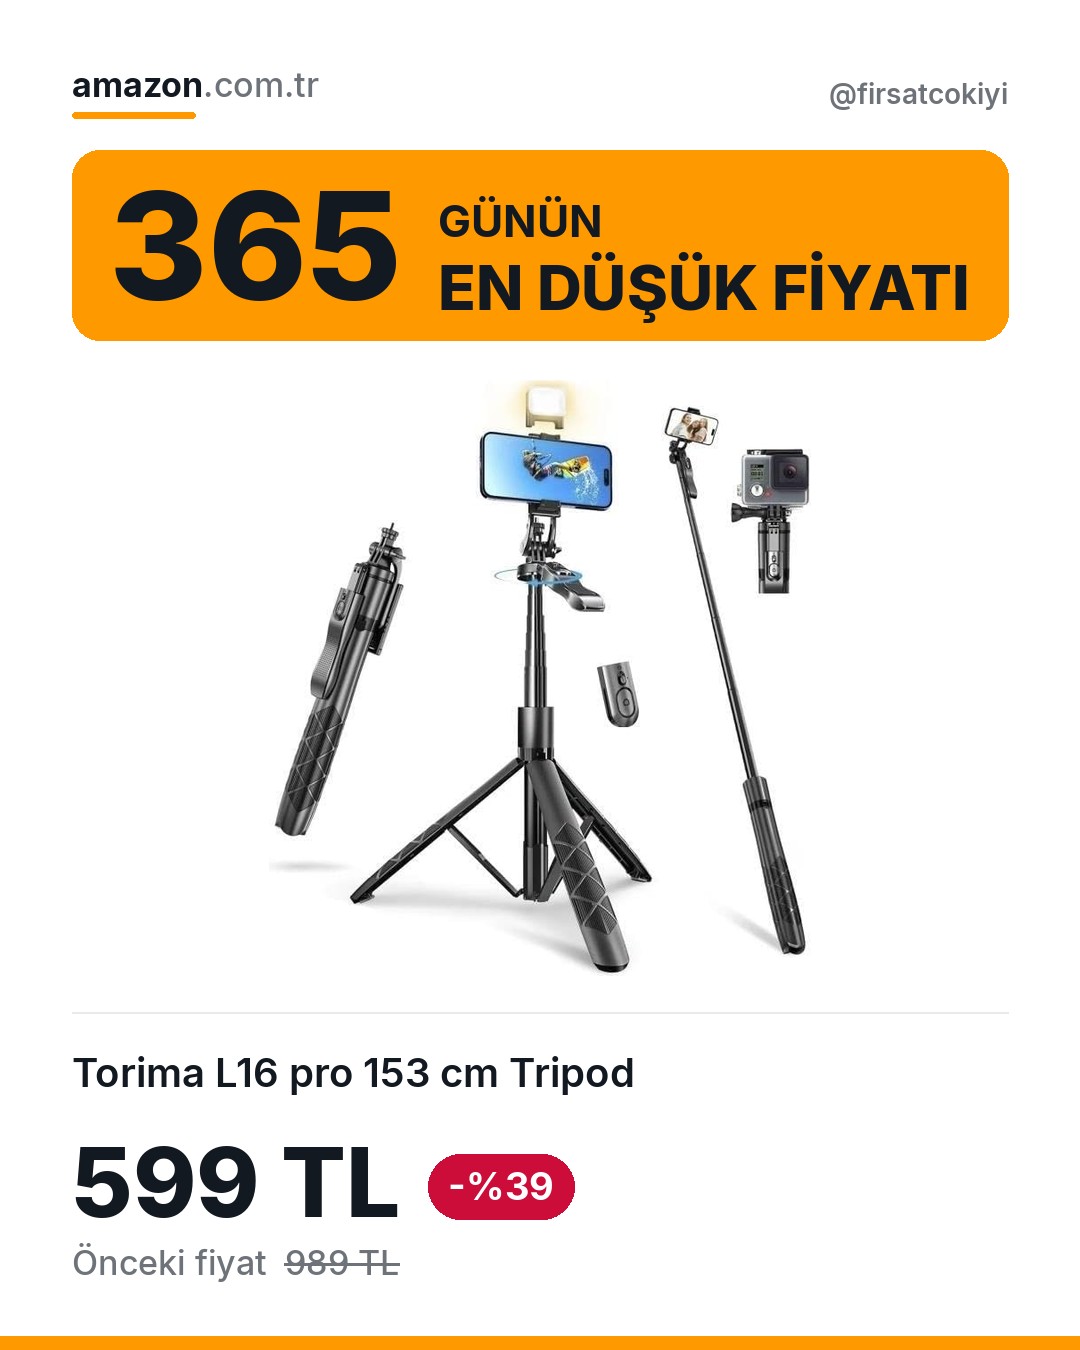 amazon.com.tr
@firsatcokiyi
365
GÜNÜN
EN DÜŞÜK FİYATI
Torima L16 pro 153 cm Tripod
599 TL
-%39
Önceki fiyat 989 TL